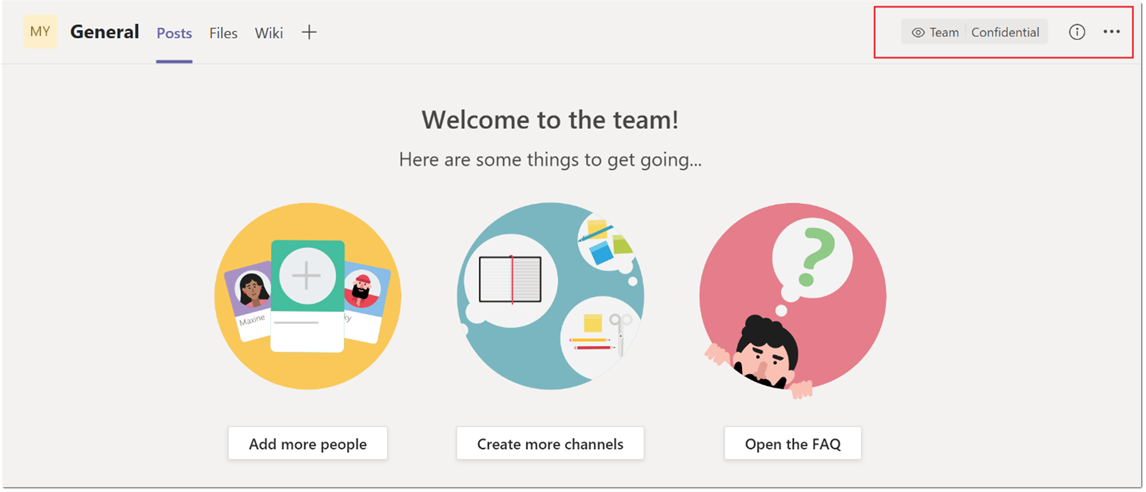 MY General Posts Files Wiki Team Confidential
Welcome to the team!
Here are some things to get going...
Maxine
ky
Add more people Create more channels Open the FAQ